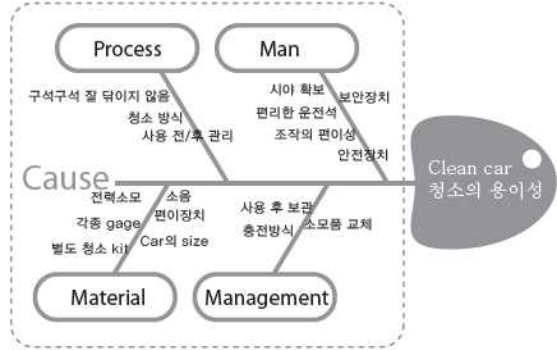 Process
Man
구석구석 잘 닦이지 않음
청소 방식
사용 전/후 관리
시야 확보
보안장치
편리한 운전석
조작의 편이성
안전장치
Cause
Clean car
청소의 용이성
전력소모
소음
각종 gage
편이장치
별도 청소 kit
Car의 size
사용 후 보관
충전방식
소모품 교체
Material
Management